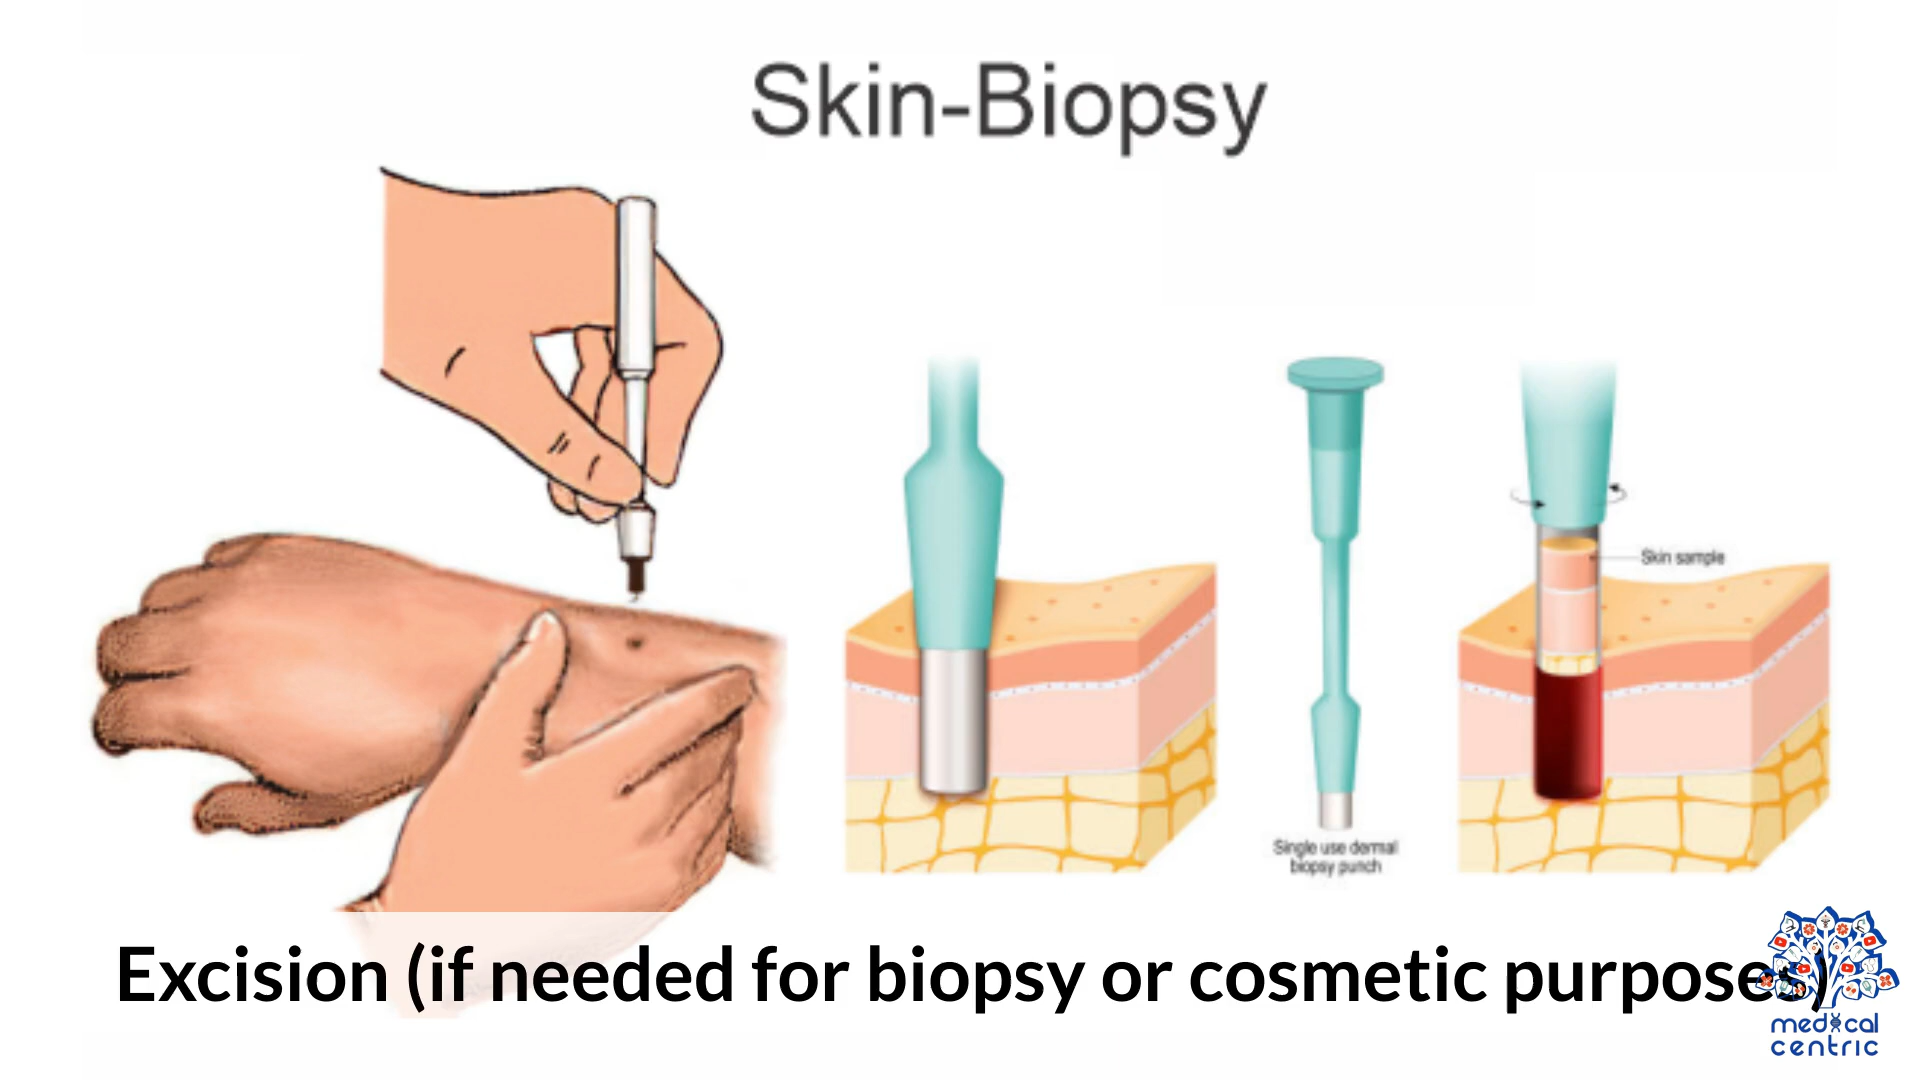 Skin-Biopsy
Skin sample
Single use dermal
biopsy punch
Excision (if needed for biopsy or cosmetic purposes)
medical
centric